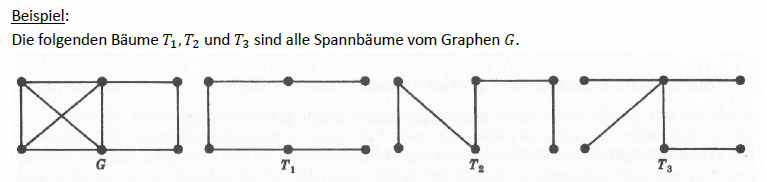 Beispiel:
Die folgenden Bäume T₁, T₂ und T₃ sind alle Spannbäume vom Graphen G.
G T₁ T₂ T₃